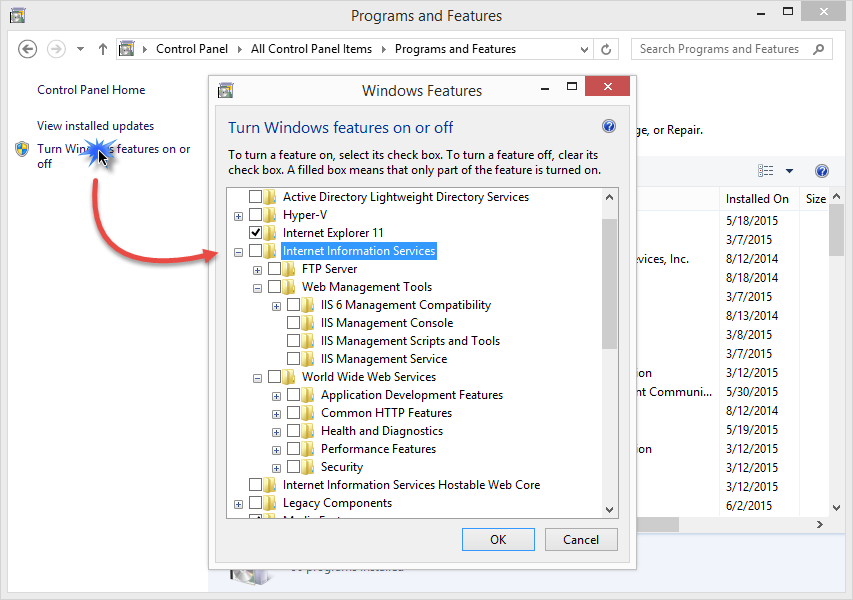 Programs and Features
Control Panel All Control Panel Items Programs and Features
Search Programs and Features
Control Panel Home
View installed updates
Turn Windows features on or
off
Windows Features
Turn Windows features on or off
To turn a feature on, select its check box. To turn a feature off, clear its
check box. A filled box means that only part of the feature is turned on.
Active Directory Lightweight Directory Services
Hyper-V
Internet Explorer 11
Internet Information Services
FTP Server
Web Management Tools
IIS 6 Management Compatibility
IIS Management Console
IIS Management Scripts and Tools
IIS Management Service
World Wide Web Services
Application Development Features
Common HTTP Features
Health and Diagnostics
Performance Features
Security
Internet Information Services Hostable Web Core
Legacy Components
OK
Cancel
ge, or Repair.
Installed On Size
5/18/2015
3/7/2015
vices, Inc. 8/12/2014
8/18/2014
3/7/2015
8/13/2014
3/8/2015
3/7/2015
on 3/12/2015
nt Communi... 5/30/2015
8/12/2014
5/19/2015
on 3/12/2015
3/12/2015
3/12/2015
6/2/2015
programs installed